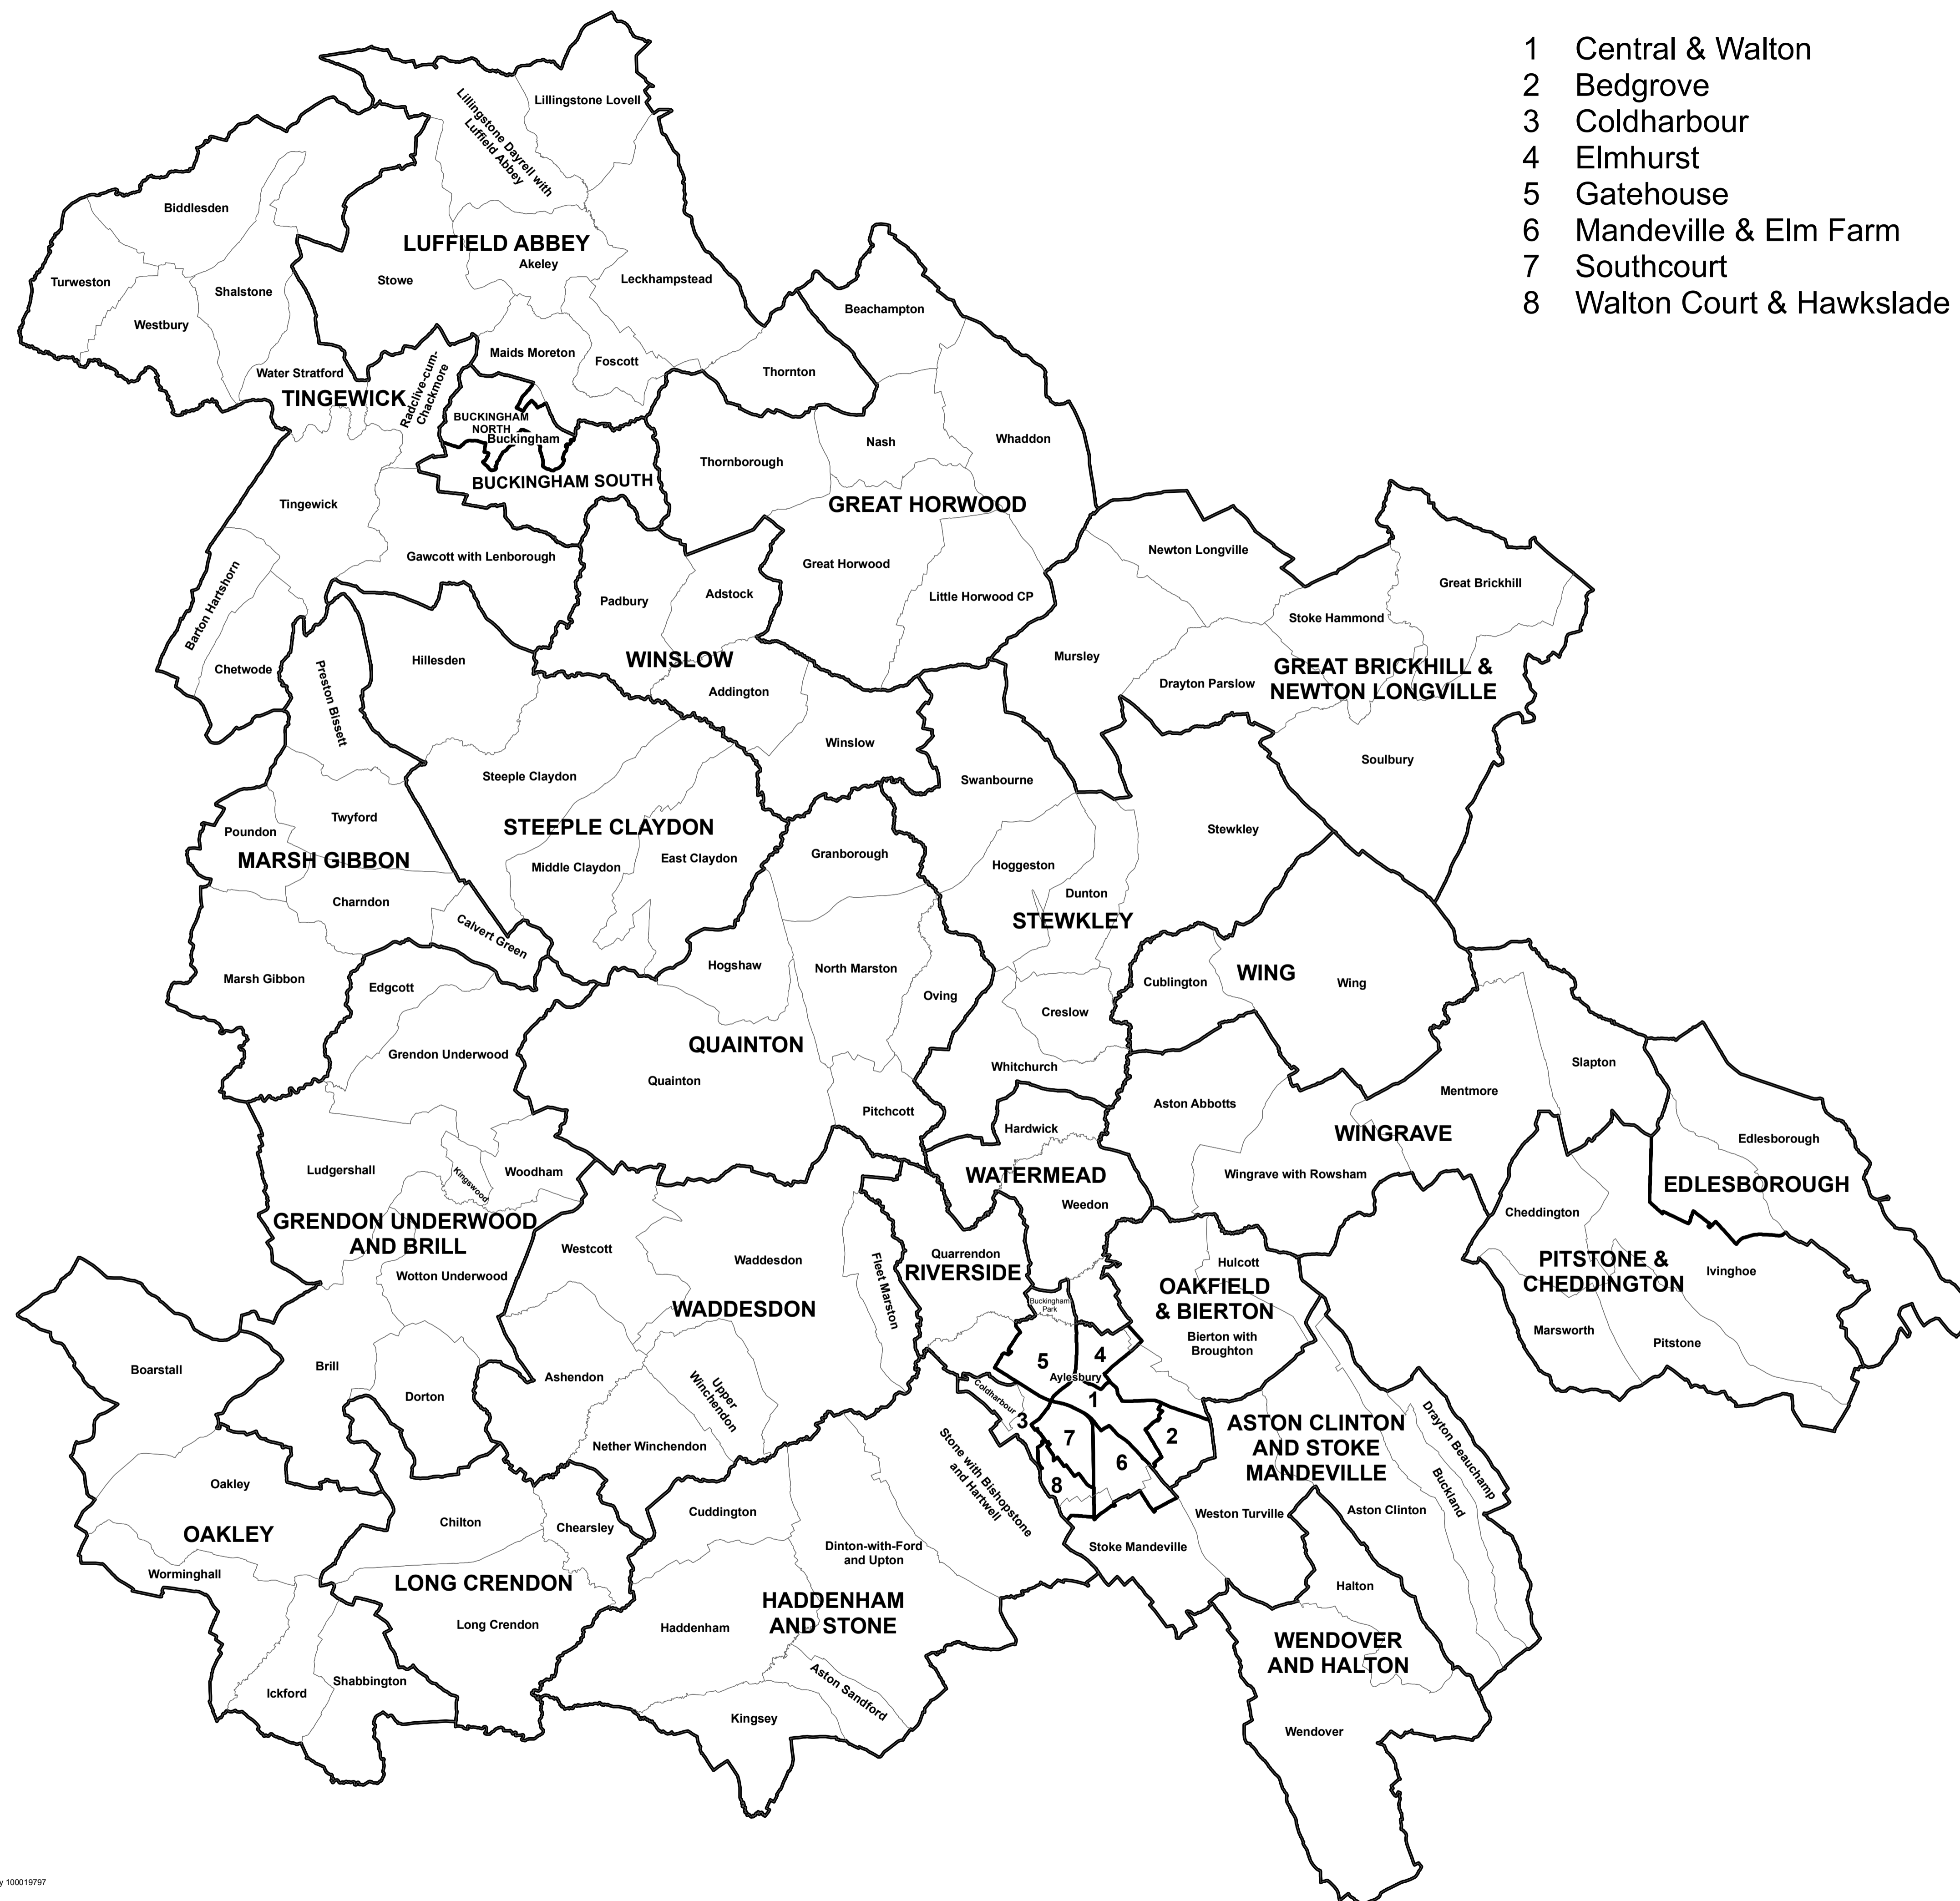 1 Central & Walton
2 Bedgrove
3 Coldharbour
4 Elmhurst
5 Gatehouse
6 Mandeville & Elm Farm
7 Southcourt
8 Walton Court & Hawkslade
Lillingstone Lovell
Lillingstone Dayrell with
Luffield Abbey
Biddlesden
LUFFIELD ABBEY
Akeley
Turweston
Shalstone
Stowe
Leckhampstead
Westbury
Beachampton
Maids Moreton
Foscott
Water Stratford
Thornton
TINGEWICK
Radclive-cum-
Chackmore
BUCKINGHAM
NORTH
Buckingham
Nash
Whaddon
Thornborough
BUCKINGHAM SOUTH
Tingewick
GREAT HORWOOD
Gawcott with Lenborough
Great Horwood
Newton Longville
Great Brickhill
Barton Hartshorn
Padbury
Adstock
Little Horwood CP
Stoke Hammond
Chetwode
Preston Bissett
Hillesden
WINSLOW
Mursley
GREAT BRICKHILL &
NEWTON LONGVILLE
Drayton Parslow
Addington
Winslow
Soulbury
Steeple Claydon
Swanbourne
Twyford
Poundon
STEEPLE CLAYDON
Stewkley
MARSH GIBBON
Middle Claydon
East Claydon
Granborough
Hoggeston
Charndon
Dunton
STEWKLEY
Calvert Green
Marsh Gibbon
Edgcott
Hogshaw
North Marston
Oving
Cublington
WING
Wing
Creslow
Grendon Underwood
QUAINTON
Quainton
Whitchurch
Slapton
Mentmore
Pitchcott
Aston Abbotts
Hardwick
WINGRAVE
Edlesborough
Ludgershall
Kingswood
Woodham
WATERMEAD
Weedon
Wingrave with Rowsham
EDLESBOROUGH
Cheddington
GRENDON UNDERWOOD
AND BRILL
Westcott
Waddesdon
Fleet Marston
Quarrendon
RIVERSIDE
Hulcott
OAKFIELD
& BIERTON
PITSTONE &
CHEDDINGTON
Ivinghoe
Wotton Underwood
WADDESDON
Buckingham
Park
Bierton with
Broughton
Marsworth
Pitstone
Boarstall
Brill
Dorton
Ashendon
Upper
Winchendon
5
4
Aylesbury
Coldharbour
1
3
7
2
6
8
ASTON CLINTON
AND STOKE
MANDEVILLE
Drayton Beauchamp
Buckland
Nether Winchendon
Stone with Bishopstone
and Hartwell
Oakley
OAKLEY
Chilton
Chearsley
Cuddington
Weston Turville
Aston Clinton
Dinton-with-Ford
and Upton
Stoke Mandeville
Worminghall
LONG CRENDON
Halton
Long Crendon
Haddenham
HADDENHAM
AND STONE
WENDOVER
AND HALTON
Ickford
Shabbington
Aston Sandford
Kingsey
Wendover
y 100019797